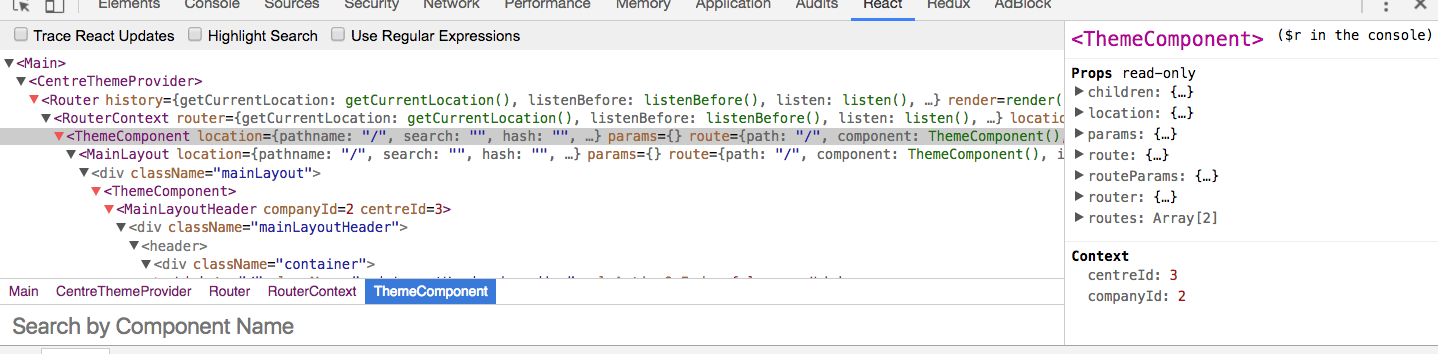 Elements Console Sources Security Network Performance Memory Application Audits React Redux AdBlock
Trace React Updates Highlight Search Use Regular Expressions
<Main>
<CentreThemeProvider>
<Router history={getCurrentLocation: getCurrentLocation(), listenBefore: listenBefore(), listen: listen(), …} render=render(
<RouterContext router={getCurrentLocation: getCurrentLocation(), listenBefore: listenBefore(), listen: listen(), …} locatio
<ThemeComponent location={pathname: "/", search: "", hash: "", …} params={} route={path: "/", component: ThemeComponent(),
<MainLayout location={pathname: "/", search: "", hash: "", …} params={} route={path: "/", component: ThemeComponent(), i
<div className="mainLayout">
<ThemeComponent>
<MainLayoutHeader companyId=2 centreId=3>
<div className="mainLayoutHeader">
<header>
<div className="container">
Main CentreThemeProvider Router RouterContext ThemeComponent
Search by Component Name
<ThemeComponent> ($r in the console)
Props read-only
children: {…}
location: {…}
params: {…}
route: {…}
routeParams: {…}
router: {…}
routes: Array[2]
Context
centreId: 3
companyId: 2